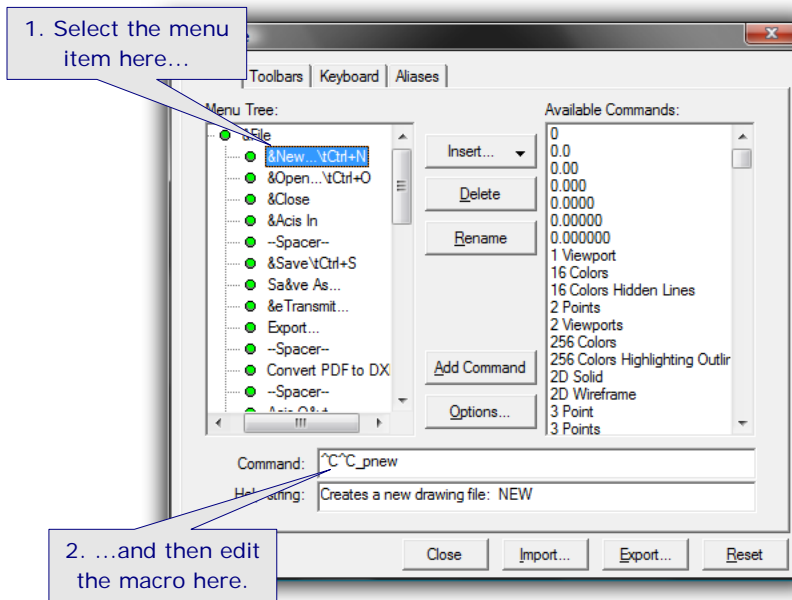 1. Select the menu
item here...
Toolbars
Keyboard
Aliases
Menu Tree:
&File
&New...\tCtrl+N
&Open...\tCtrl+O
&Close
&Acis In
--Spacer--
&Save\tCtrl+S
Sa&ve As...
&eTransmit...
Export...
--Spacer--
Convert PDF to DX
--Spacer--
Insert...
Delete
Rename
Add Command
Options...
Available Commands:
0
0.0
0.00
0.000
0.0000
0.00000
0.000000
1 Viewport
16 Colors
16 Colors Hidden Lines
2 Points
2 Viewports
256 Colors
256 Colors Highlighting Outlir
2D Solid
2D Wireframe
3 Point
3 Points
Command:
^C^C_pnew
string:
Creates a new drawing file: NEW
2. ...and then edit
the macro here.
Close
Import...
Export...
Reset